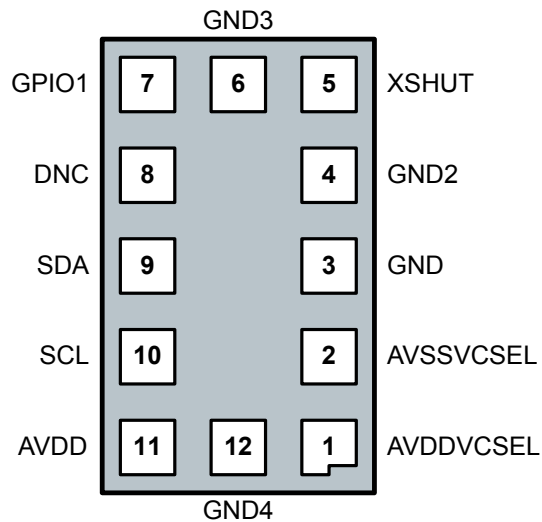 GND3
GPIO1 7 6 5 XSHUT
DNC 8 4 GND2
SDA 9 3 GND
SCL 10 2 AVSSVCSEL
AVDD 11 12 1 AVDDVCSEL
GND4